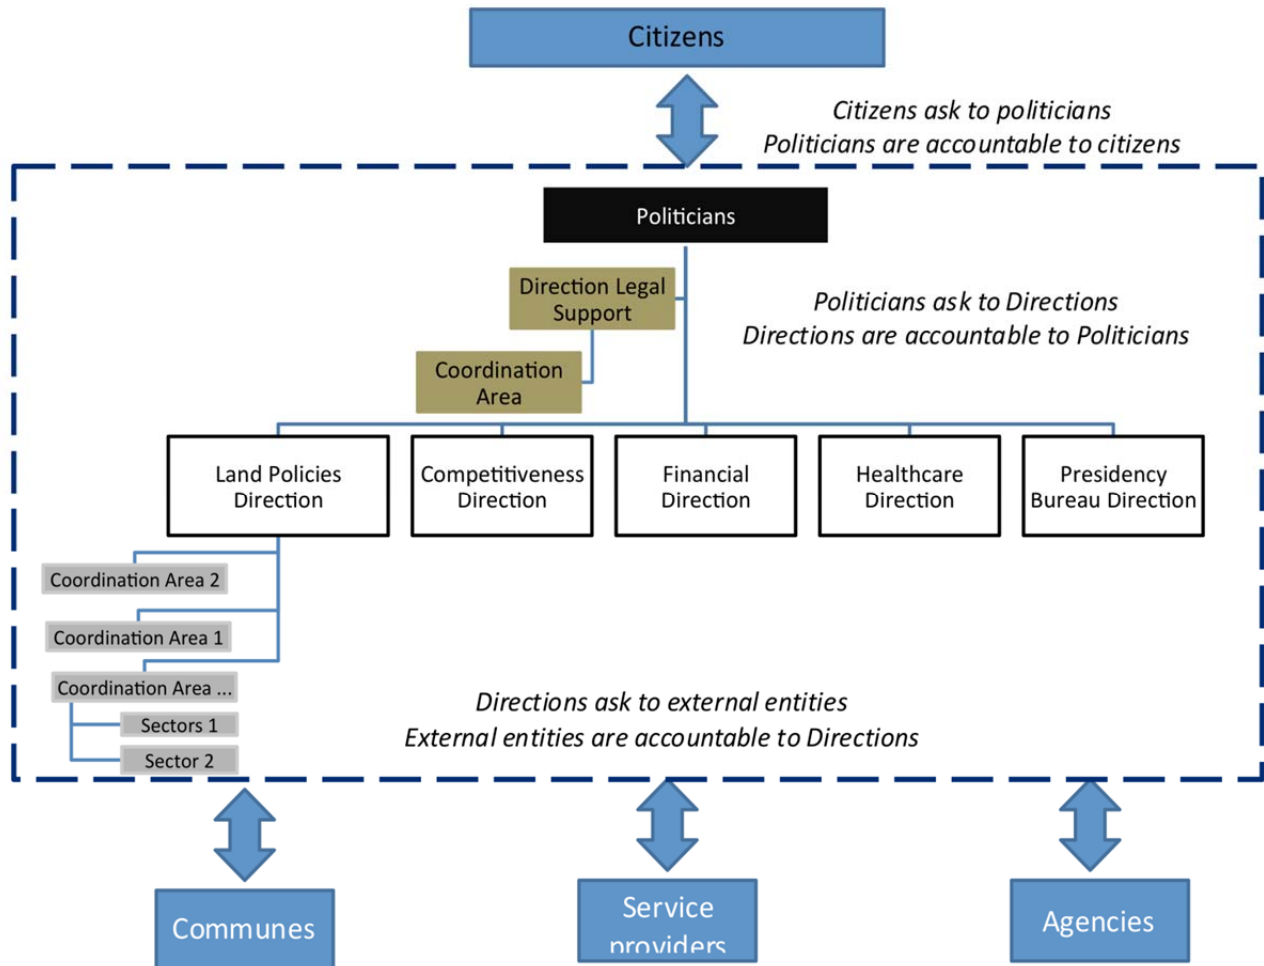 Citizens
Citizens ask to politicians
Politicians are accountable to citizens
Politicians
Direction Legal
Support
Politicians ask to Directions
Directions are accountable to Politicians
Coordination
Area
Land Policies
Direction
Competitiveness
Direction
Financial
Direction
Healthcare
Direction
Presidency
Bureau Direction
Coordination Area 2
Coordination Area 1
Coordination Area ...
Sectors 1
Sector 2
Directions ask to external entities
External entities are accountable to Directions
Communes
Service
providers
Agencies